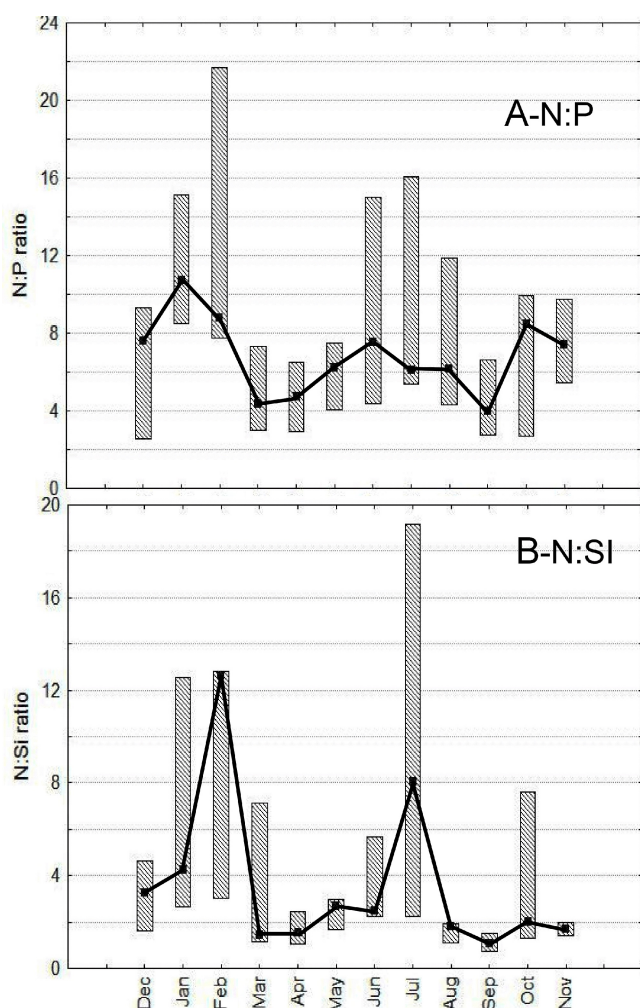 24
20
16
12
8
4
0
N:P ratio
A-N:P
20
16
12
8
4
0
N:Si ratio
B-N:SI
Dec
Jan
Feb
Mar
Apr
May
Jun
Jul
Aug
Sep
Oct
Nov